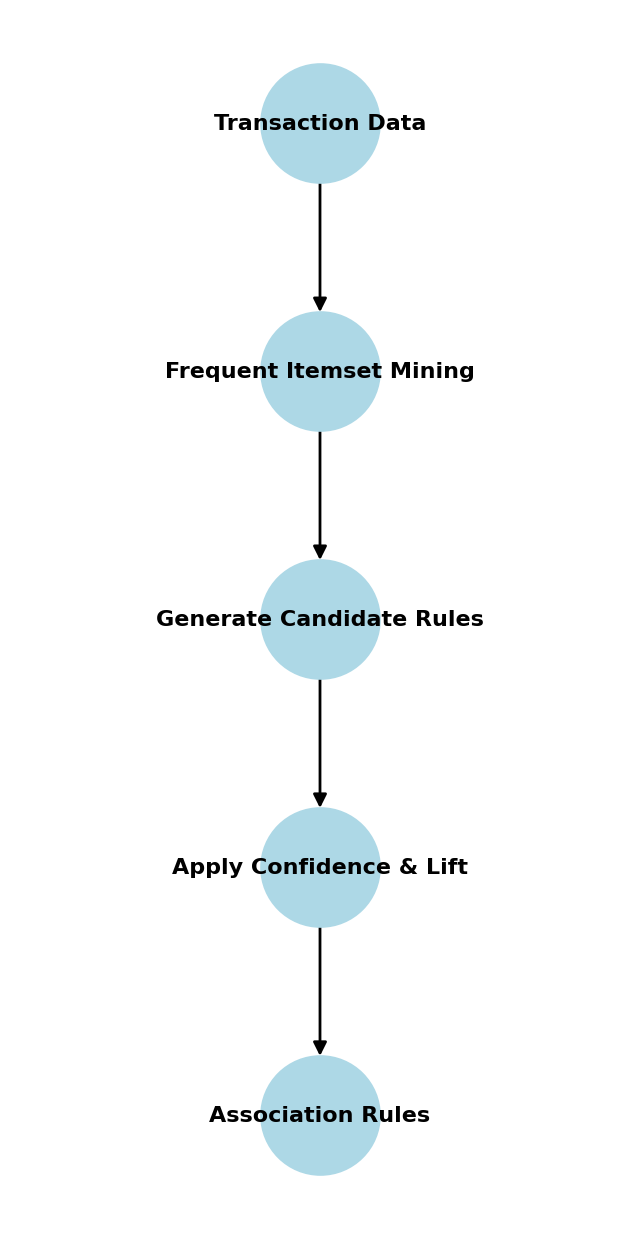 Transaction Data
Frequent Itemset Mining
Generate Candidate Rules
Apply Confidence & Lift
Association Rules